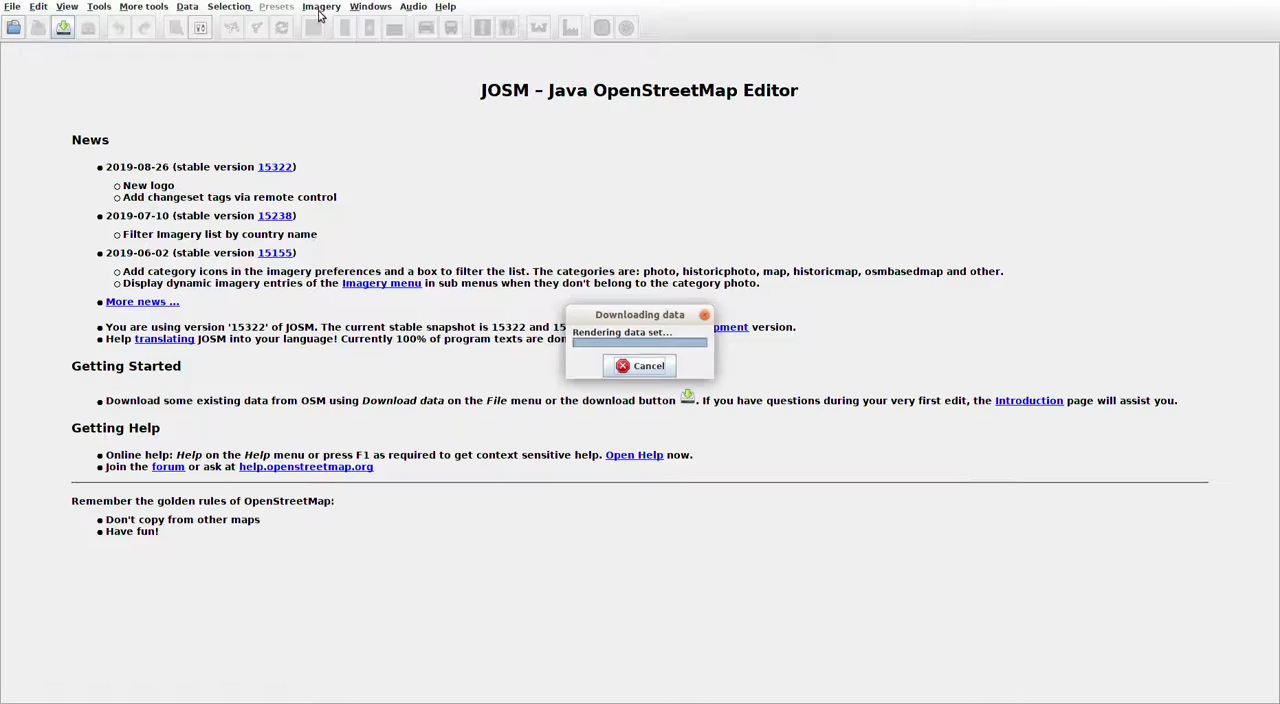 File Edit View Tools More tools Data Selection Presets Imagery Windows Audio Help
JOSM – Java OpenStreetMap Editor
News
2019-08-26 (stable version 15322)
New logo
Add changeset tags via remote control
2019-07-10 (stable version 15238)
Filter Imagery list by country name
2019-06-02 (stable version 15155)
Add category icons in the imagery preferences and a box to filter the list. The categories are: photo, historicphoto, map, historicmap, osmbasedmap and other.
Display dynamic imagery entries of the Imagery menu in sub menus when they don't belong to the category photo.
More news ...
Downloading data
Rendering data set...
Cancel
You are using version '15322' of JOSM. The current stable snapshot is 15322 and 15 pment version.
Help translating JOSM into your language! Currently 100% of program texts are don
Getting Started
Download some existing data from OSM using Download data on the File menu or the download button . If you have questions during your very first edit, the Introduction page will assist you.
Getting Help
Online help: Help on the Help menu or press F1 as required to get context sensitive help. Open Help now.
Join the forum or ask at help.openstreetmap.org
Remember the golden rules of OpenStreetMap:
Don't copy from other maps
Have fun!